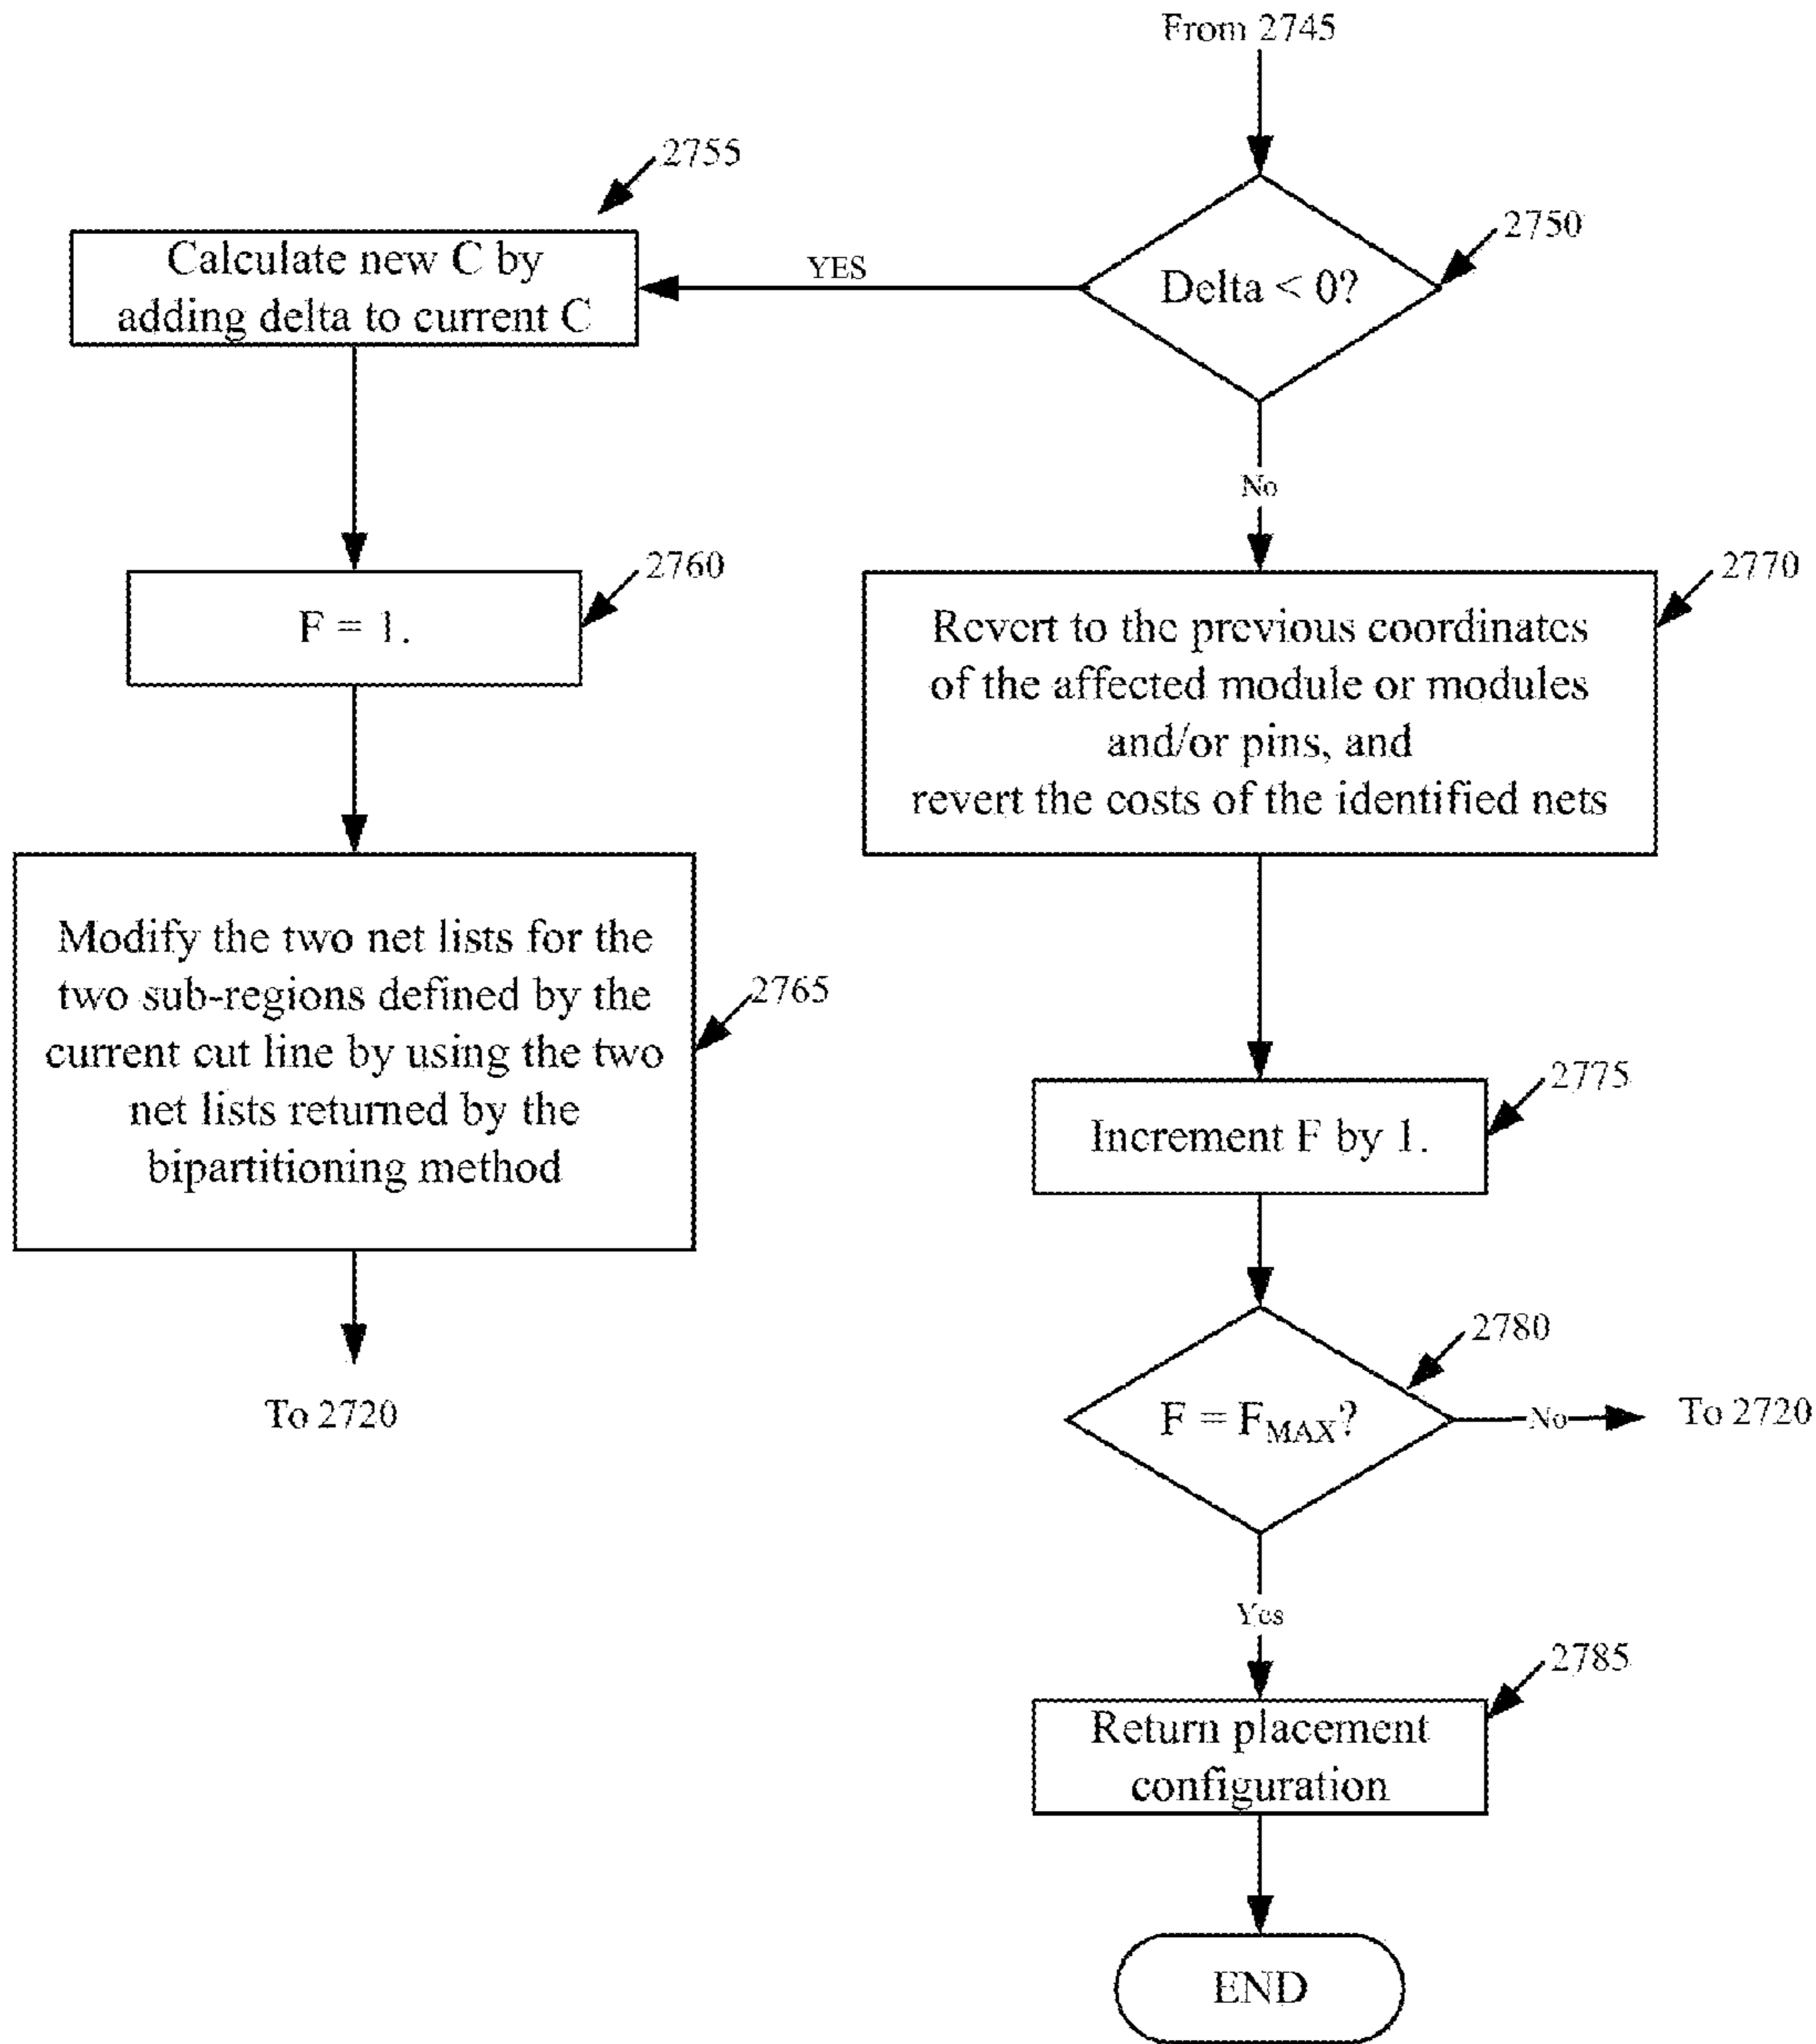 From 2745
2750
Delta < 0?
YES
2755
Calculate new C by
adding delta to current C
2760
F = 1.
2765
Modify the two net lists for the
two sub-regions defined by the
current cut line by using the two
net lists returned by the
bipartitioning method
To 2720
No
2770
Revert to the previous coordinates
of the affected module or modules
and/or pins, and
revert the costs of the identified nets
2775
Increment F by 1.
2780
F = FMAX?
No
To 2720
Yes
2785
Return placement
configuration
END